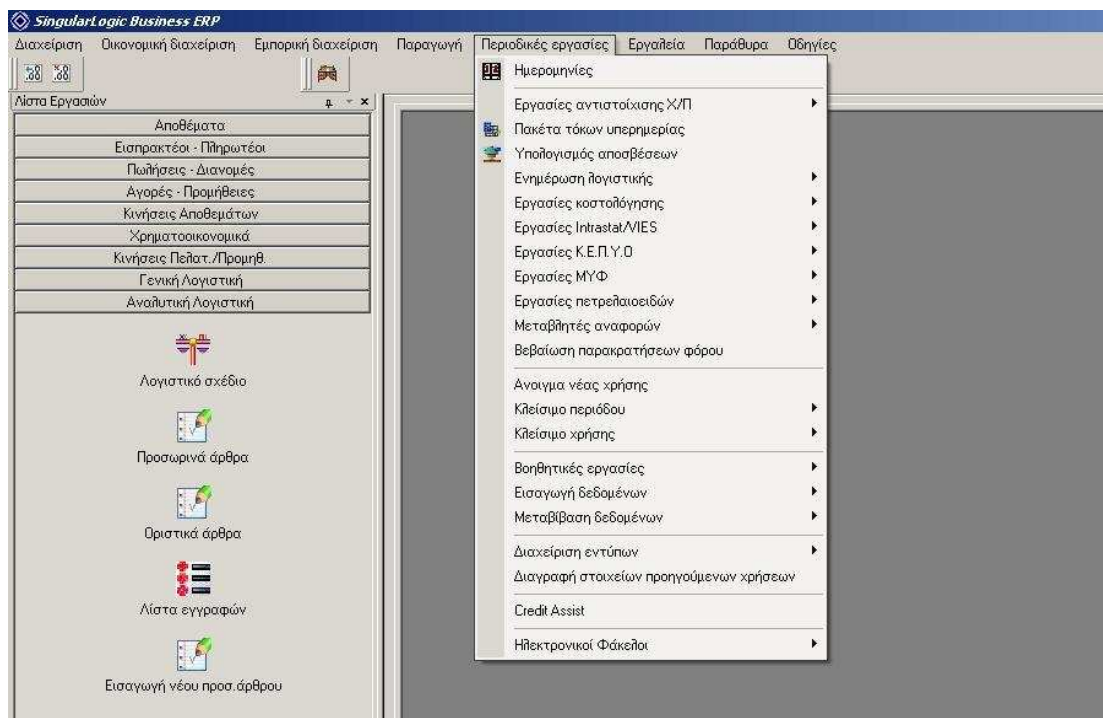 SingularLogic Business ERP
Διαχείριση Οικονομική διαχείριση Εμπορική διαχείριση Παραγωγή Περιοδικές εργασίες Εργαλεία Παράθυρα Οδηγίες
Λίστα Εργασιών
Αποθέματα
Εισπρακτέοι - Πληρωτέοι
Πωλήσεις - Διανομές
Αγορές - Προμήθειες
Κινήσεις Αποθεμάτων
Χρηματοοικονομικά
Κινήσεις Πελατ./Προμηθ.
Γενική Λογιστική
Αναλυτική Λογιστική
Λογιστικό σχέδιο
Προσωρινά άρθρα
Οριστικά άρθρα
Λίστα εγγραφών
Εισαγωγή νέου προσ.άρθρου
Ημερομηνίες
Εργασίες αντιστοίχισης Χ/Π
Πακέτα τόκων υπερημερίας
Υπολογισμός αποσβέσεων
Ενημέρωση λογιστικής
Εργασίες κοστολόγησης
Εργασίες Intrastat/VIES
Εργασίες Κ.Ε.Π.Υ.Ο
Εργασίες ΜΥΦ
Εργασίες πετρελαιοειδών
Μεταβλητές αναφορών
Βεβαίωση παρακρατήσεων φόρου
Ανοιγμα νέας χρήσης
Κλείσιμο περιόδου
Κλείσιμο χρήσης
Βοηθητικές εργασίες
Εισαγωγή δεδομένων
Μεταβίβαση δεδομένων
Διαχείριση εντύπων
Διαγραφή στοιχείων προηγούμενων χρήσεων
Credit Assist
Ηλεκτρονικοί Φάκελοι